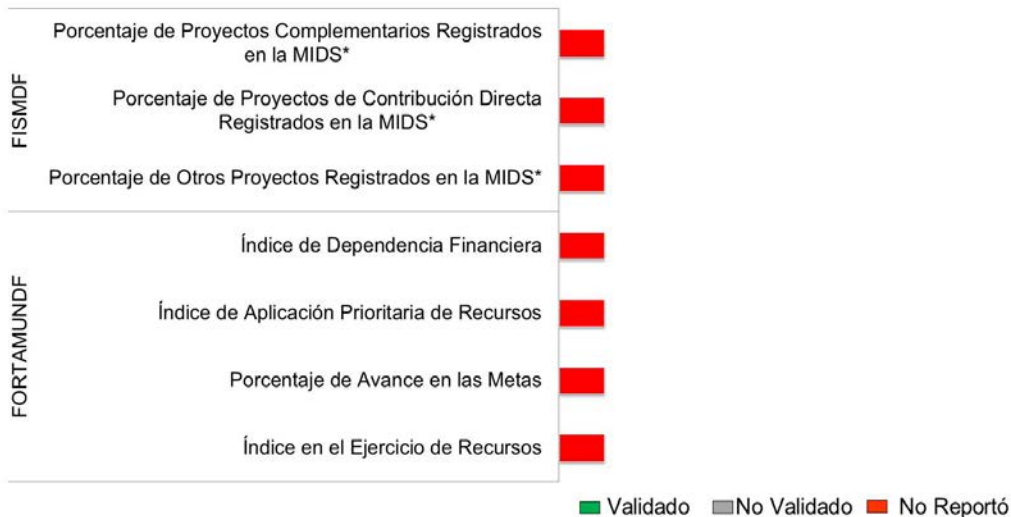 FISMDF
Porcentaje de Proyectos Complementarios Registrados
en la MIDS*
Porcentaje de Proyectos de Contribución Directa
Registrados en la MIDS*
Porcentaje de Otros Proyectos Registrados en la MIDS*
FORTAMUNDF
Índice de Dependencia Financiera
Índice de Aplicación Prioritaria de Recursos
Porcentaje de Avance en las Metas
Índice en el Ejercicio de Recursos
Validado No Validado No Reportó